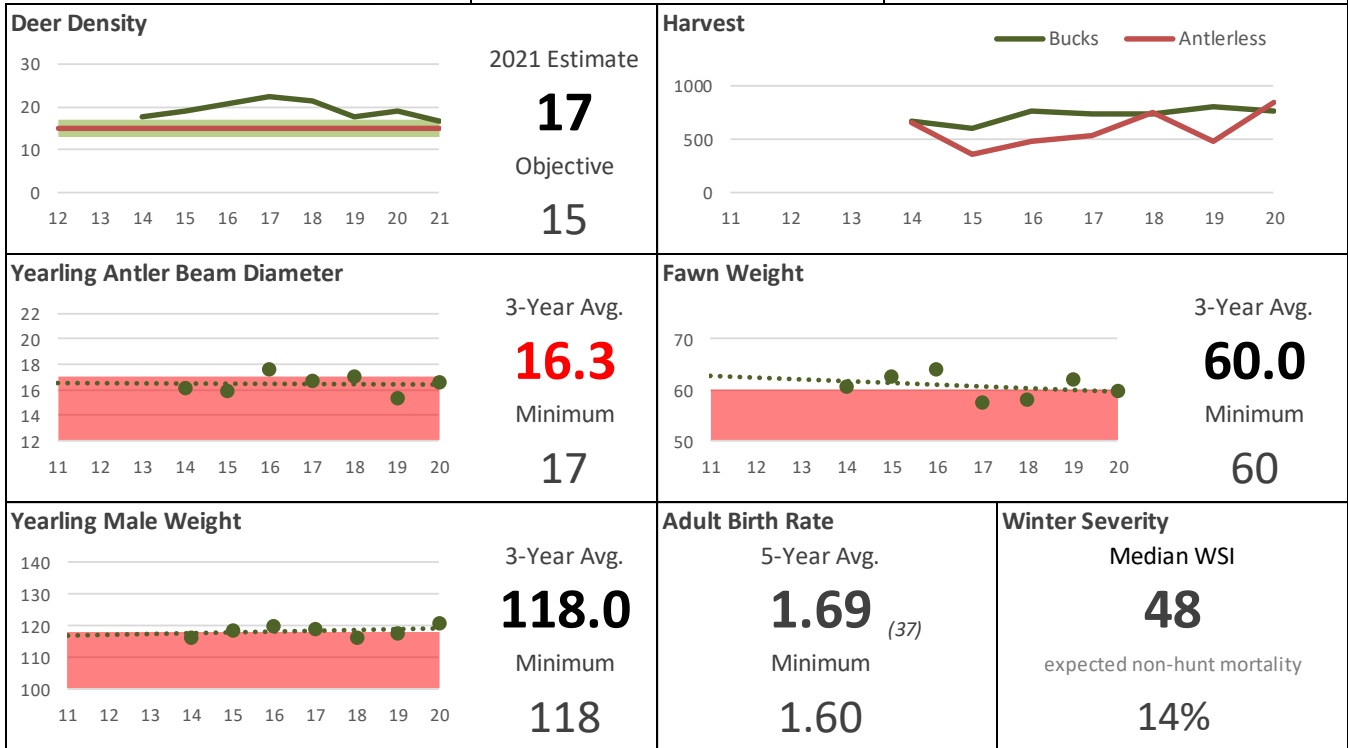 Deer Density
30
20
10
0
12 13 14 15 16 17 18 19 20 21
2021 Estimate
17
Objective
15
Harvest
Bucks Antlerless
1000
500
0
11 12 13 14 15 16 17 18 19 20
Yearling Antler Beam Diameter
22
20
18
16
14
12
11 12 13 14 15 16 17 18 19 20
3-Year Avg.
16.3
Minimum
17
Fawn Weight
70
60
50
11 12 13 14 15 16 17 18 19 20
3-Year Avg.
60.0
Minimum
60
Yearling Male Weight
140
130
120
110
100
11 12 13 14 15 16 17 18 19 20
3-Year Avg.
118.0
Minimum
118
Adult Birth Rate
5-Year Avg.
1.69 (37)
Minimum
1.60
Winter Severity
Median WSI
48
expected non-hunt mortality
14%